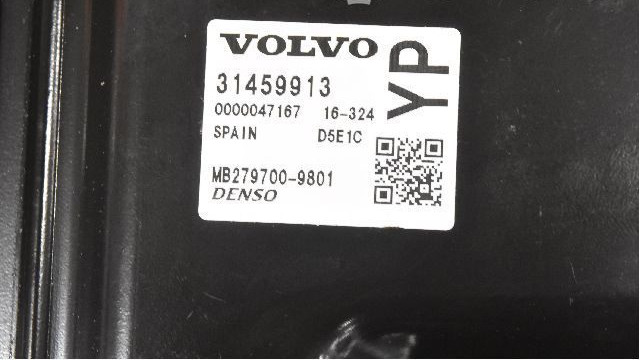 VOLVO
YP
31459913
0000047167 16-324
SPAIN D5E1C
MB279700-9801
DENSO